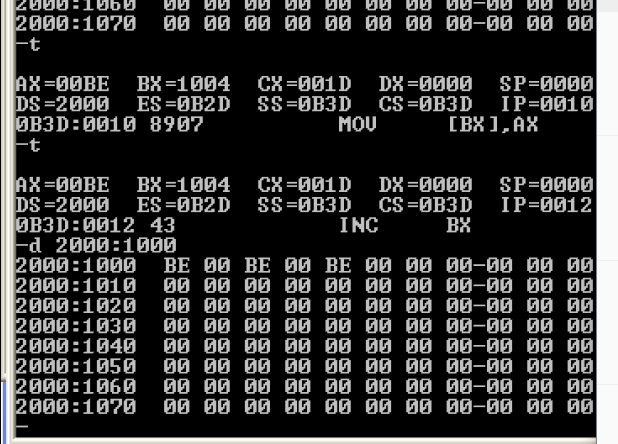 2000:1060  00 00 00 00 00 00 00 00-00 00 00
2000:1070  00 00 00 00 00 00 00 00-00 00 00
-t

AX=00BE  BX=1004  CX=001D  DX=0000  SP=0000
DS=2000  ES=0B2D  SS=0B3D  CS=0B3D  IP=0010
0B3D:0010 8907          MOV     [BX],AX
-t

AX=00BE  BX=1004  CX=001D  DX=0000  SP=0000
DS=2000  ES=0B2D  SS=0B3D  CS=0B3D  IP=0012
0B3D:0012 43            INC     BX
-d 2000:1000
2000:1000  BE 00 BE 00 BE 00 00 00-00 00 00
2000:1010  00 00 00 00 00 00 00 00-00 00 00
2000:1020  00 00 00 00 00 00 00 00-00 00 00
2000:1030  00 00 00 00 00 00 00 00-00 00 00
2000:1040  00 00 00 00 00 00 00 00-00 00 00
2000:1050  00 00 00 00 00 00 00 00-00 00 00
2000:1060  00 00 00 00 00 00 00 00-00 00 00
2000:1070  00 00 00 00 00 00 00 00-00 00 00
-